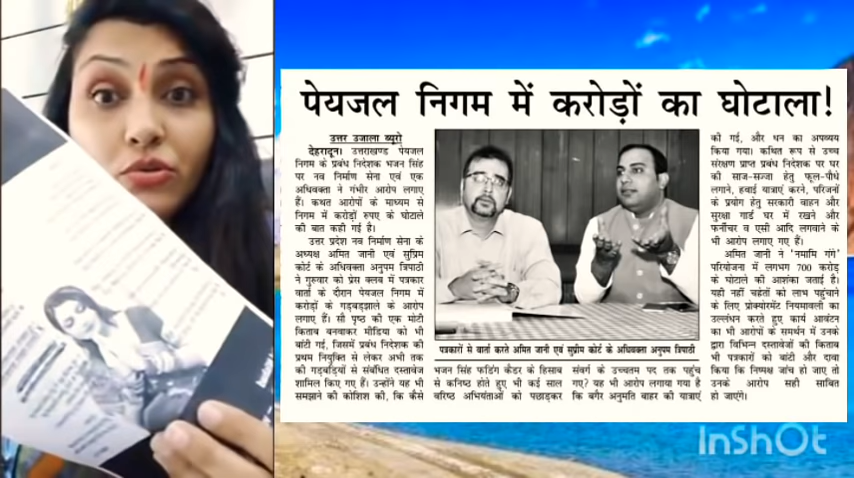 पेयजल निगम में करोड़ों का घोटाला!
उत्तर उजाला ब्यूरो
देहरादून। उत्तराखण्ड पेयजल
निगम के प्रबंध निदेशक भजन सिंह
पर नव निर्माण सेना एवं एक
अधिवक्ता ने गंभीर आरोप लगाए
हैं। कथत आरोपों के माध्यम से
निगम में करोड़ों रुपए के घोटाले
की बात कही गई है।
उत्तर प्रदेश नव निर्माण सेना के
अध्यक्ष अमित जानी एवं सुप्रिम
कोर्ट के अधिवक्ता अनुपम त्रिपाठी
ने गुरुवार को प्रेस क्लब में पत्रकार
वार्ता के दौरान पेयजल निगम में
करोड़ों के गड़बड़झाले के आरोप
लगाए हैं। सौ पृष्ठ की एक मोटी
किताब बनवाकर मीडिया को भी
बांटी गई, जिसमें प्रबंध निदेशक की
प्रथम नियुक्ति से लेकर अभी तक
की गड़बड़ियों से संबंधित दस्तावेज
शामिल किए गए हैं। उन्होंने यह भी
समझाने की कोशिश की, कि कैसे
पत्रकारों से वार्ता करते अमित जानी एवं सुप्रीम कोर्ट के अधिवक्ता अनुपम त्रिपाठी
भजन सिंह फडिंग कैडर के हिसाब
से कनिष्ठ होते हुए भी कई साल
वरिष्ठ अभियंताओं को पछाड़कर
संवर्ग के उच्चतम पद तक पहुंच
गए? यह भी आरोप लगाया गया है
कि बगैर अनुमति बाहर की यात्राएं
की गई, और धन का अपव्यय
किया गया। कथित रूप से उच्च
संरक्षण प्राप्त प्रबंध निदेशक पर घर
की साज-सज्जा हेतु फूल-पौधे
लगाने, हवाई यात्राएं करने, परिजनों
के प्रयोग हेतु सरकारी वाहन और
सुरक्षा गार्ड घर में रखने और
फर्नीचर व एसी आदि लगवाने के
भी आरोप लगाए गए हैं।
अमित जानी ने 'नमामि गंगे'
परियोजना में लगभग 700 करोड़
के घोटाले की आशंका जताई है।
यही नहीं चहेतों को लाभ पहुंचाने
के लिए प्रोक्योरमेंट नियमावली का
उल्लंधन करते हुए कार्य आवंटन
का भी आरोपों के समर्थन में उनके
द्वारा विभिन्न दस्तावेजों की किताब
भी पत्रकारों को बांटी और दावा
किया कि निष्पक्ष जांच हो जाए तो
उनके आरोप सही साबित
हो जाएंगे।
InShOt